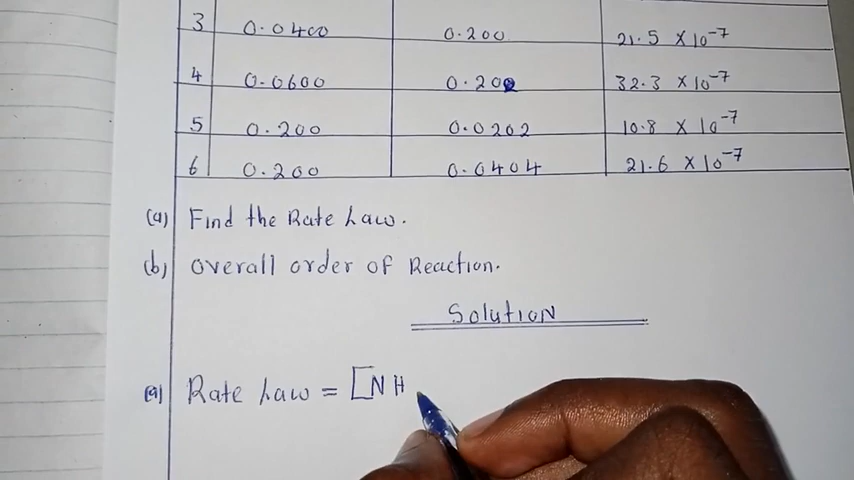 3 0.0400 0.200 21.5 × 10⁻⁷
4 0.0600 0.200 32.3 × 10⁻⁷
5 0.200 0.0202 10.8 × 10⁻⁷
6 0.200 0.0404 21.6 × 10⁻⁷
(a) Find the Rate Law.
(b) Overall order of Reaction.
Solution
(a) Rate Law = [NH